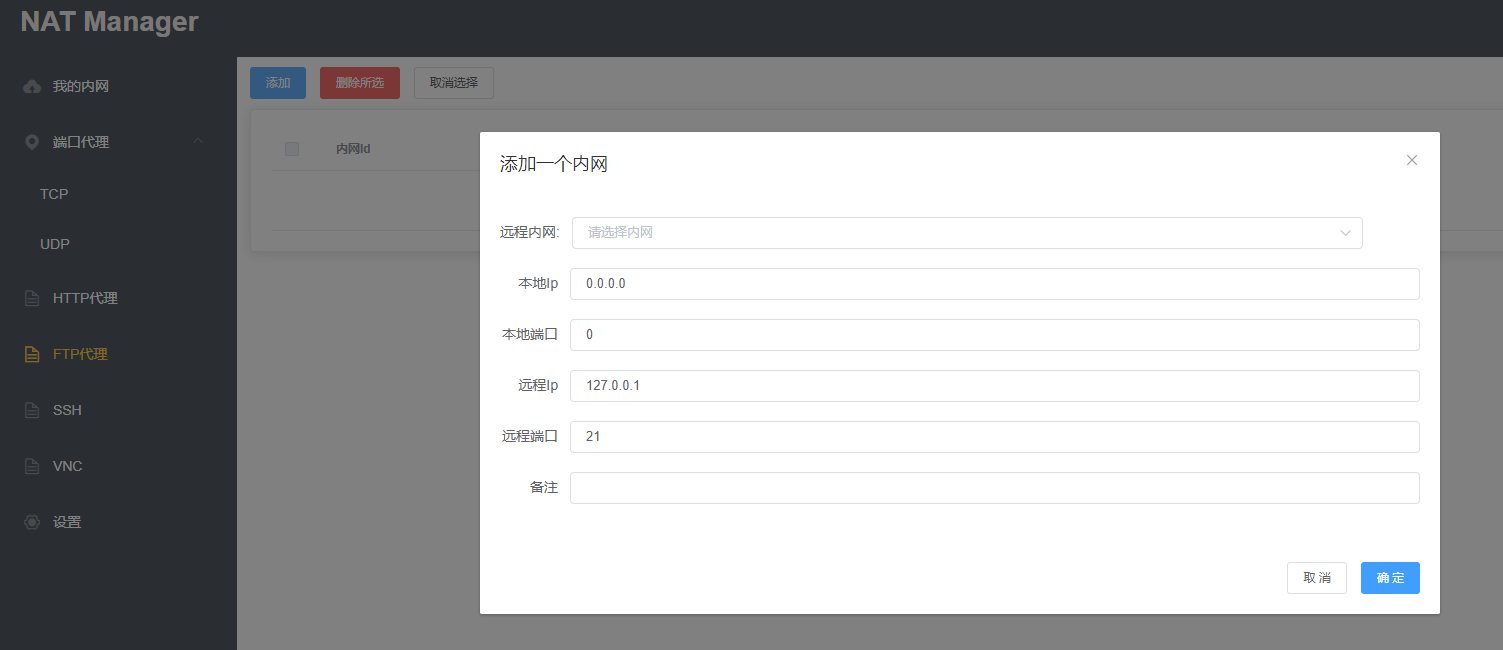 NAT Manager
我的内网
端口代理
TCP
UDP
HTTP代理
FTP代理
SSH
VNC
设置
添加 删除所选 取消选择
内网Id
添加一个内网
远程内网: 请选择内网
本地Ip 0.0.0.0
本地端口 0
远程Ip 127.0.0.1
远程端口 21
备注
取 消 确 定